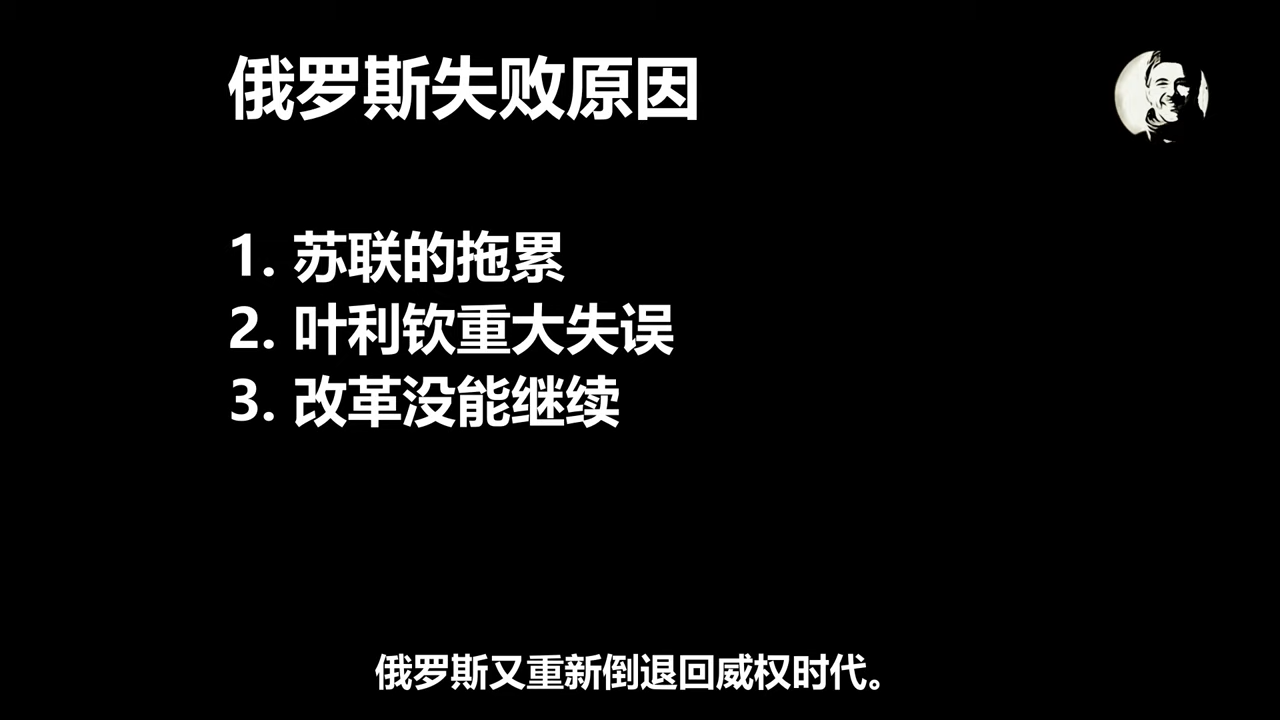 俄罗斯失败原因
1. 苏联的拖累
2. 叶利钦重大失误
3. 改革没能继续
俄罗斯又重新倒退回威权时代。